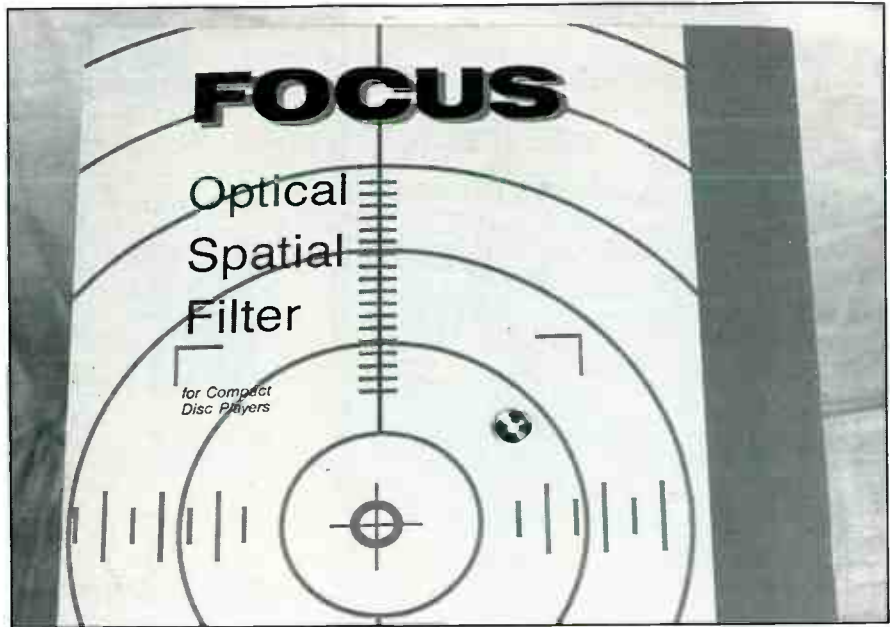 FOCUS
Optical
Spatial
Filter
for Compact
Disc Players